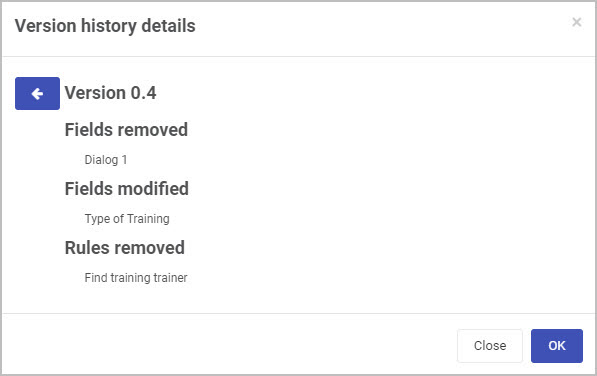 Version history details
×
Version 0.4
Fields removed
Dialog 1
Fields modified
Type of Training
Rules removed
Find training trainer
Close OK